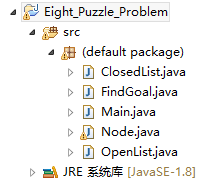 Eight_Puzzle_Problem
src
(default package)
ClosedList.java
FindGoal.java
Main.java
Node.java
OpenList.java
JRE 系统库 [JavaSE-1.8]